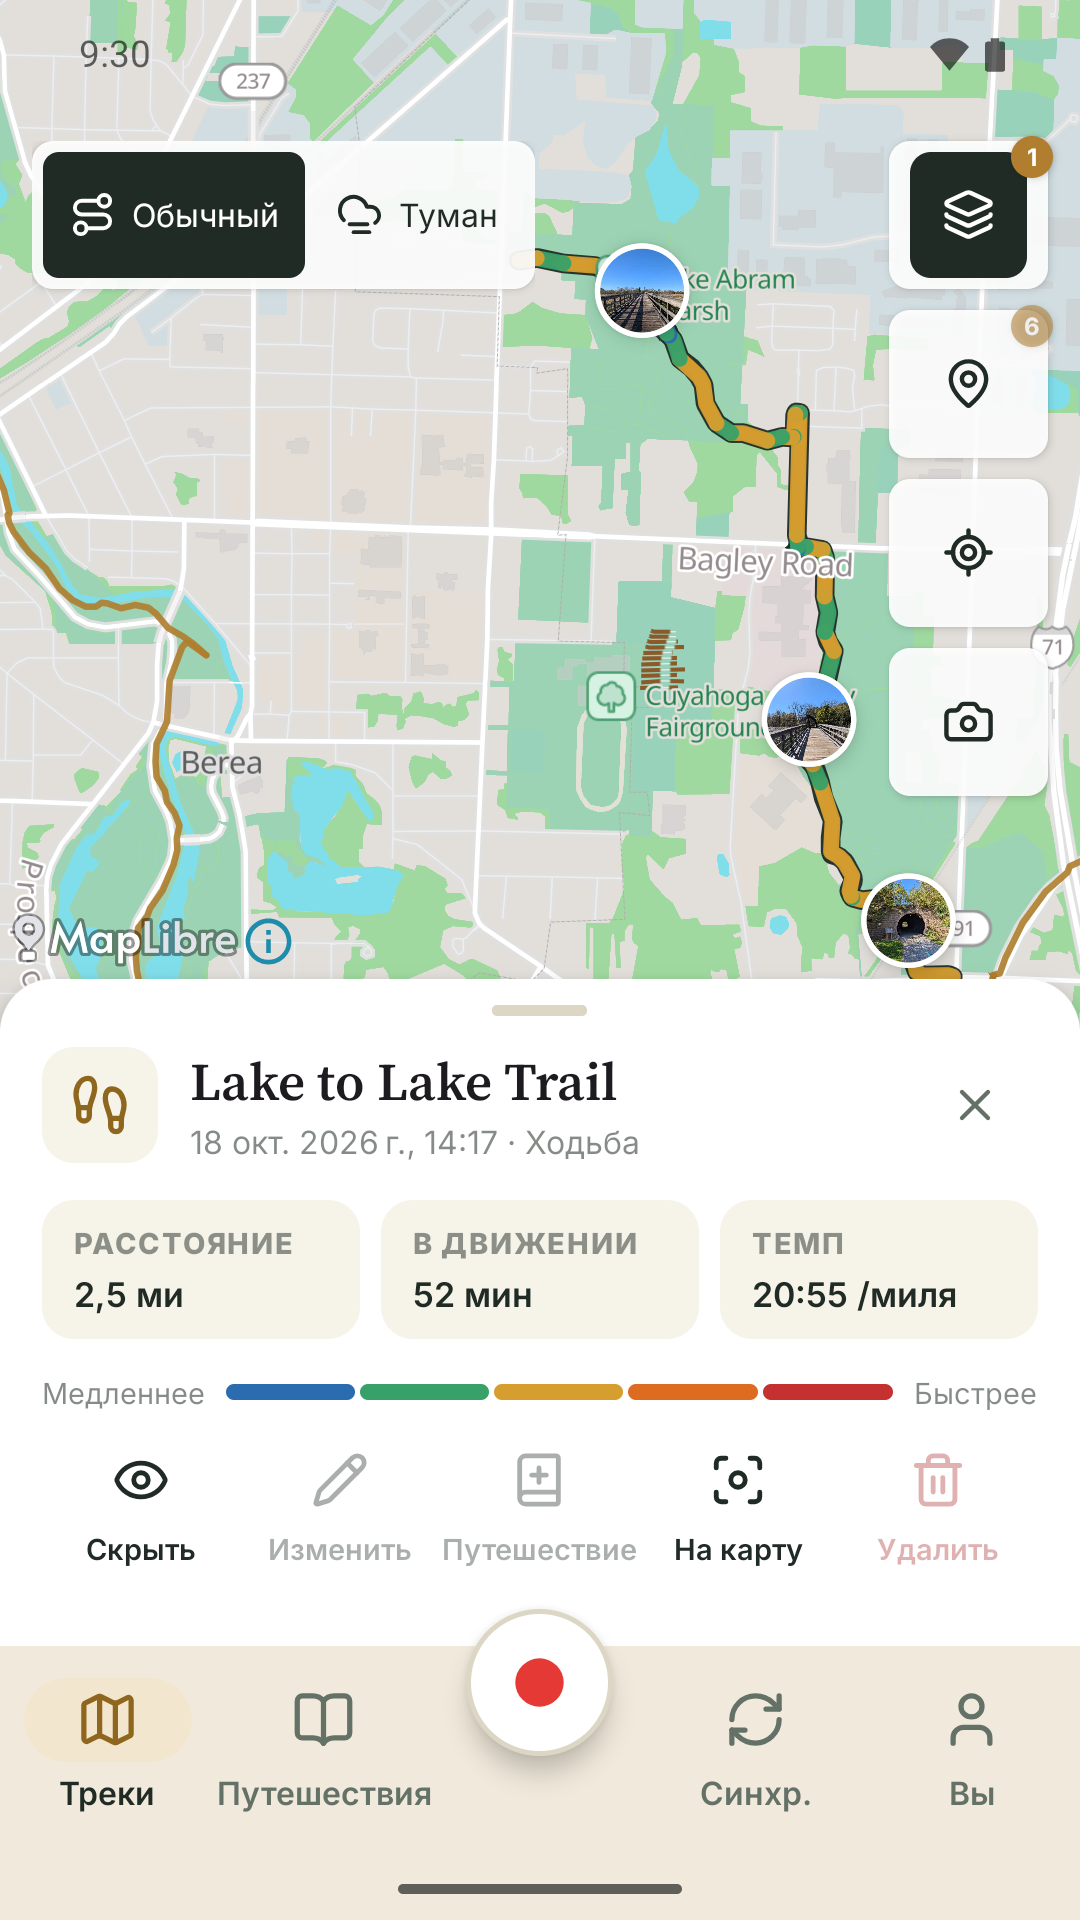 9:30
237
1
Обычный
Туман
ke Abram
arsh
6
Bagley Road
71
Cuyahoga
Fairground
Berea
MapLibre
91
Lake to Lake Trail
18 окт. 2026 г., 14:17 · Ходьба
РАССТОЯНИЕ
В ДВИЖЕНИИ
ТЕМП
2,5 ми
52 мин
20:55 /миля
Медленнее
Быстрее
Скрыть
Изменить
Путешествие
На карту
Удалить
Треки
Путешествия
Синхр.
Вы